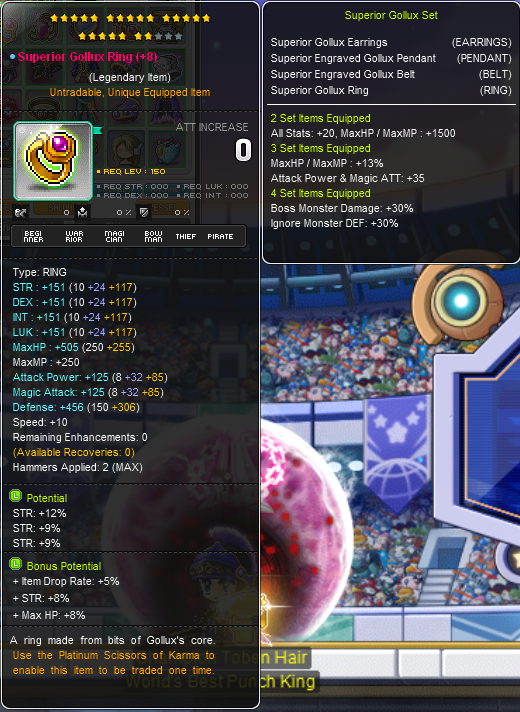 Superior Gollux Ring (+8)
(Legendary Item)
Untradable, Unique Equipped Item
ATT INCREASE
0
REQ LEV : 150
REQ STR : 000 REQ LUK : 000
REQ DEX : 000 REQ INT : 000
0 0 % 0 %
BEGINNER WARRIOR MAGICIAN BOWMAN THIEF PIRATE
Type: RING
STR : +151 (10 +24 +117)
DEX : +151 (10 +24 +117)
INT : +151 (10 +24 +117)
LUK : +151 (10 +24 +117)
MaxHP : +505 (250 +255)
MaxMP : +250
Attack Power: +125 (8 +32 +85)
Magic Attack: +125 (8 +32 +85)
Defense: +456 (150 +306)
Speed: +10
Remaining Enhancements: 0
(Available Recoveries: 0)
Hammers Applied: 2 (MAX)
L Potential
STR: +12%
STR: +9%
STR: +9%
L Bonus Potential
+ Item Drop Rate: +5%
+ STR: +8%
+ Max HP: +8%
A ring made from bits of Gollux's core.
Use the Platinum Scissors of Karma to
enable this item to be traded one time.
Superior Gollux Set
Superior Gollux Earrings (EARRINGS)
Superior Engraved Gollux Pendant (PENDANT)
Superior Engraved Gollux Belt (BELT)
Superior Gollux Ring (RING)
2 Set Items Equipped
All Stats: +20, MaxHP / MaxMP : +1500
3 Set Items Equipped
MaxHP / MaxMP : +13%
Attack Power & Magic ATT: +35
4 Set Items Equipped
Boss Monster Damage: +30%
Ignore Monster DEF: +30%
Toben Hair
World's Best Punch King